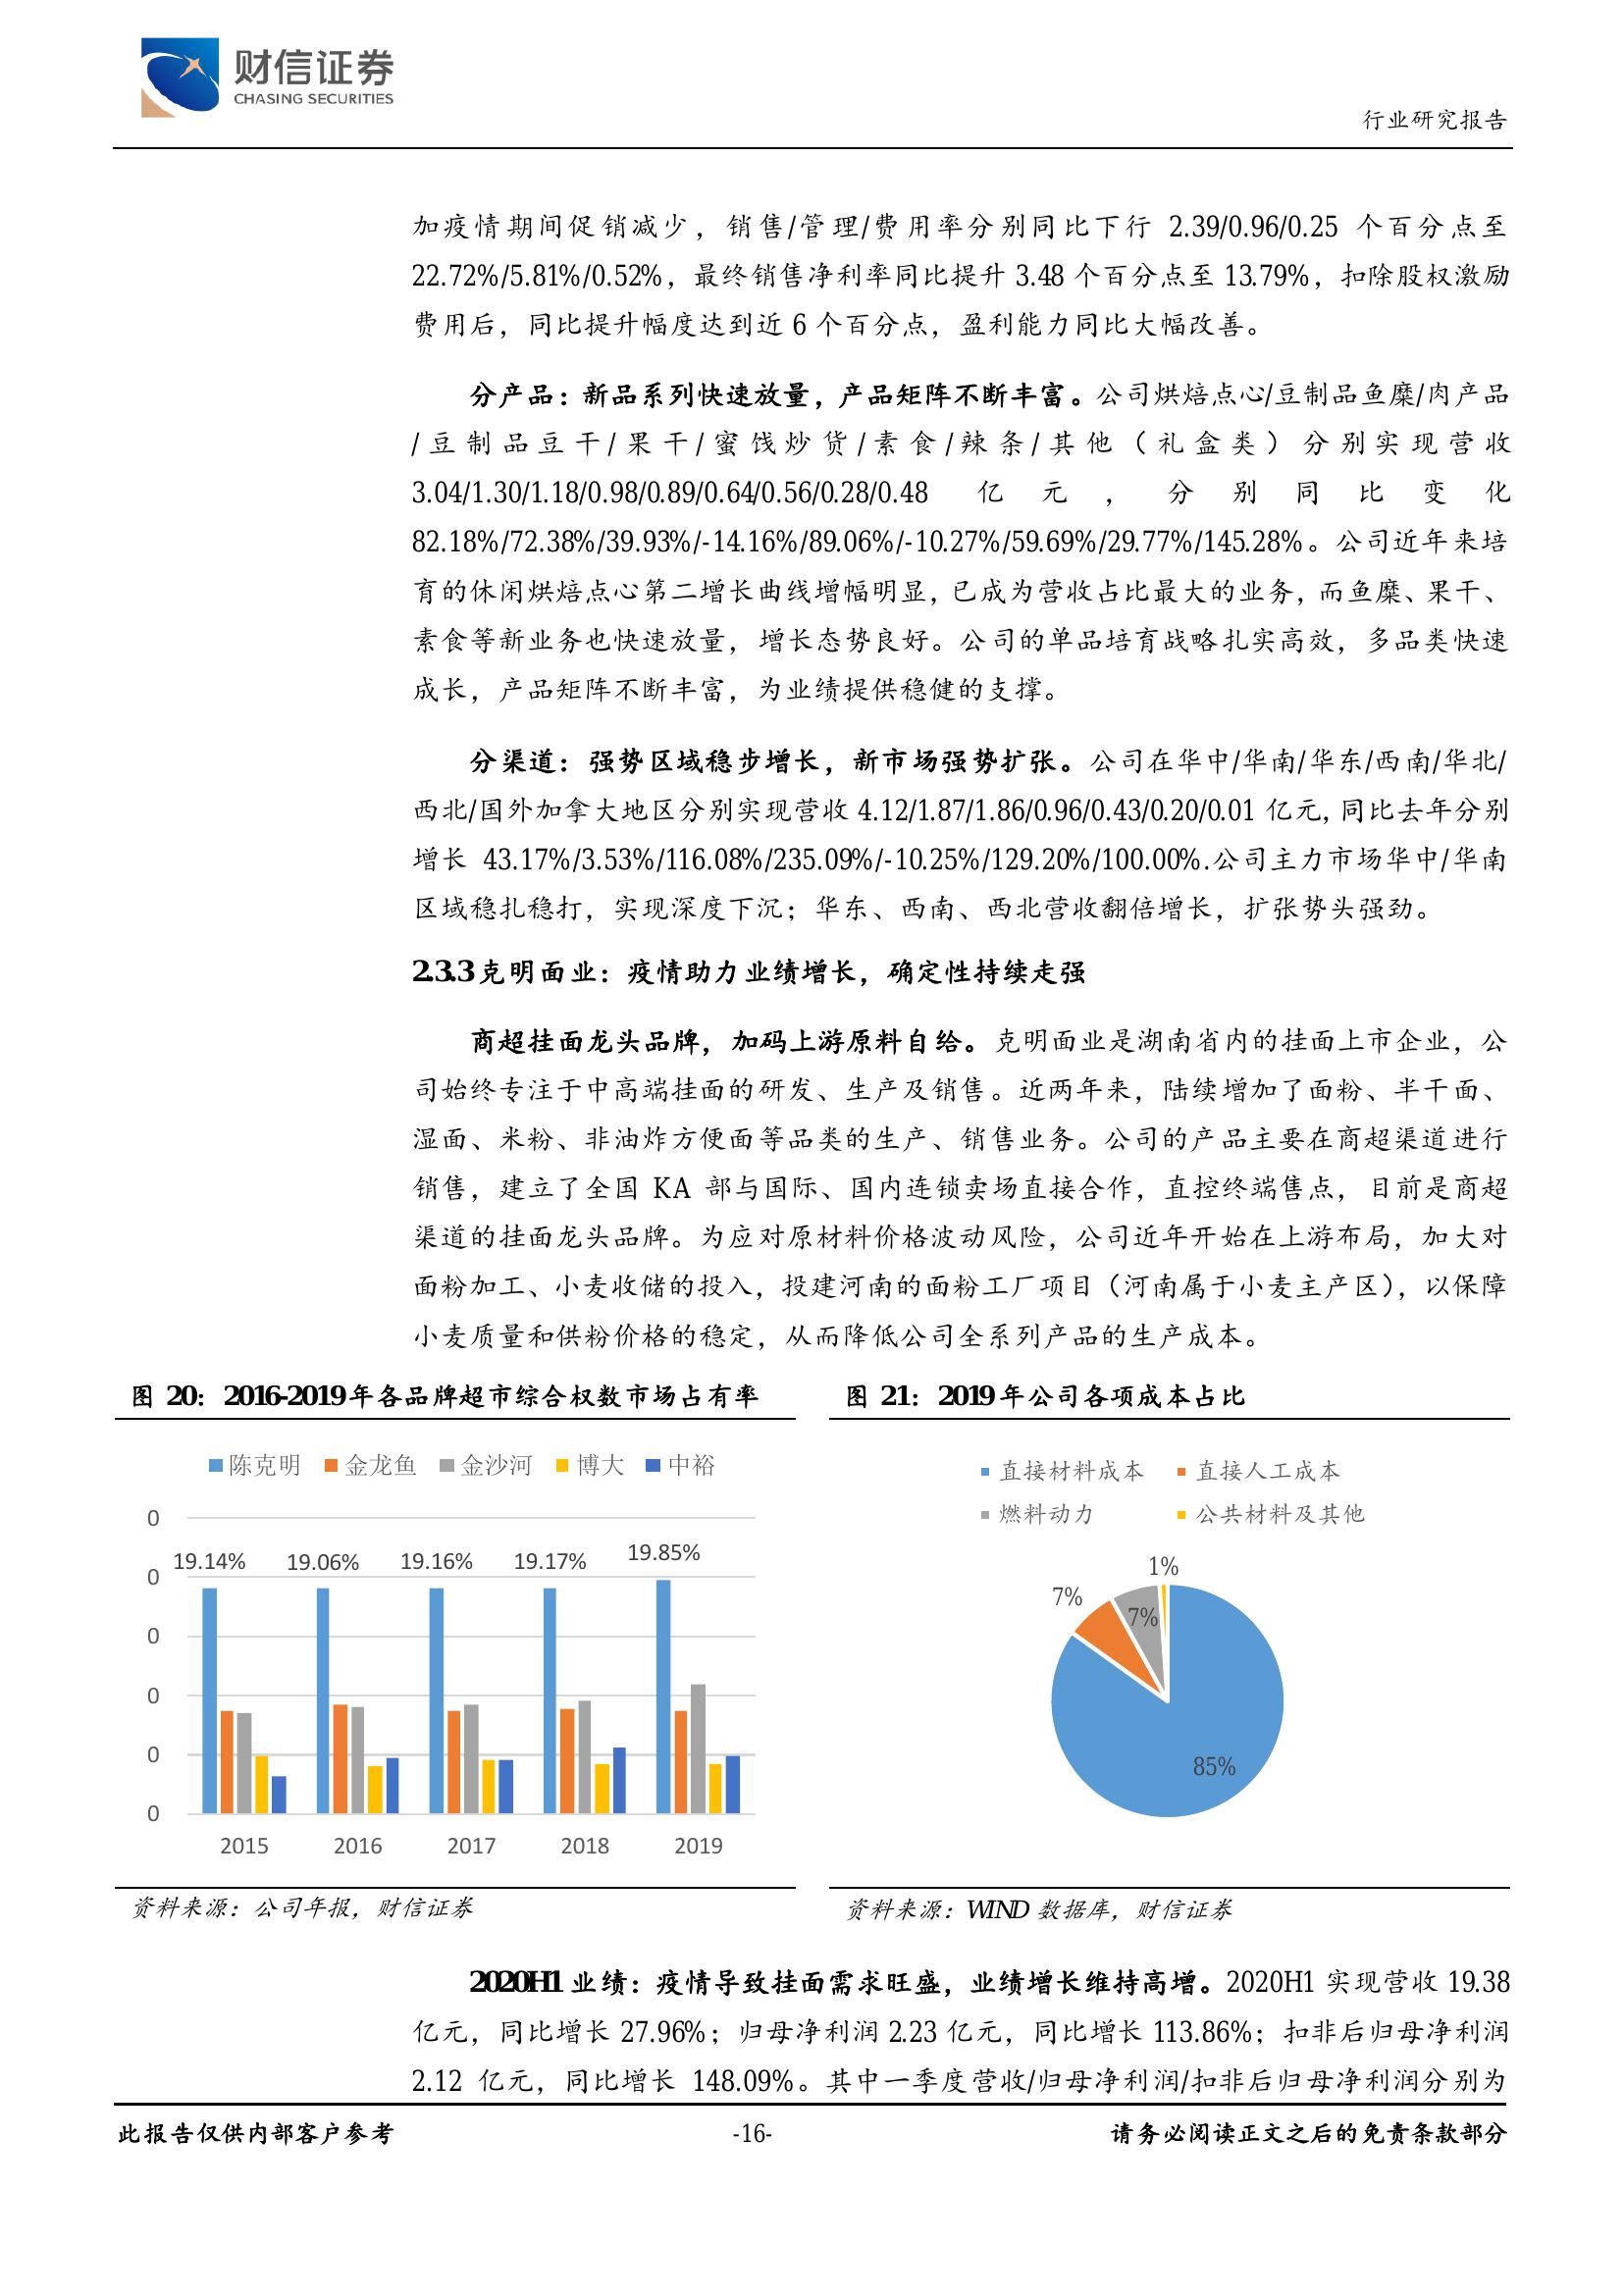 财信证券
CHASING SECURITIES
行业研究报告
加疫情期间促销减少，销售/管理/费用率分别同比下行 2.39/0.96/0.25 个百分点至
22.72%/5.81%/0.52%，最终销售净利率同比提升 3.48 个百分点至 13.79%，扣除股权激励
费用后，同比提升幅度达到近 6 个百分点，盈利能力同比大幅改善。
分产品：新品系列快速放量，产品矩阵不断丰富。公司烘焙点心/豆制品鱼糜/肉产品
/豆制品豆干/果干/蜜饯炒货/素食/辣条/其他（礼盒类）分别实现营收
3.04/1.30/1.18/0.98/0.89/0.64/0.56/0.28/0.48 亿元，分别同比变化
82.18%/72.38%/39.93%/-14.16%/89.06%/-10.27%/59.69%/29.77%/145.28%。公司近年来培
育的休闲烘焙点心第二增长曲线增幅明显，已成为营收占比最大的业务，而鱼糜、果干、
素食等新业务也快速放量，增长态势良好。公司的单品培育战略扎实高效，多品类快速
成长，产品矩阵不断丰富，为业绩提供稳健的支撑。
分渠道：强势区域稳步增长，新市场强势扩张。公司在华中/华南/华东/西南/华北/
西北/国外加拿大地区分别实现营收 4.12/1.87/1.86/0.96/0.43/0.20/0.01 亿元,同比去年分别
增长 43.17%/3.53%/116.08%/235.09%/-10.25%/129.20%/100.00%.公司主力市场华中/华南
区域稳扎稳打，实现深度下沉；华东、西南、西北营收翻倍增长，扩张势头强劲。
2.3.3 克明面业：疫情助力业绩增长，确定性持续走强
商超挂面龙头品牌，加码上游原料自给。克明面业是湖南省内的挂面上市企业，公
司始终专注于中高端挂面的研发、生产及销售。近两年来，陆续增加了面粉、半干面、
湿面、米粉、非油炸方便面等品类的生产、销售业务。公司的产品主要在商超渠道进行
销售，建立了全国 KA 部与国际、国内连锁卖场直接合作，直控终端售点，目前是商超
渠道的挂面龙头品牌。为应对原材料价格波动风险，公司近年开始在上游布局，加大对
面粉加工、小麦收储的投入，投建河南的面粉工厂项目（河南属于小麦主产区），以保障
小麦质量和供粉价格的稳定，从而降低公司全系列产品的生产成本。
图 20：2016-2019 年各品牌超市综合权数市场占有率
陈克明 金龙鱼 金沙河 博大 中裕
0
0
0
0
0
0
19.14% 19.06% 19.16% 19.17% 19.85%
2015 2016 2017 2018 2019
资料来源：公司年报，财信证券
图 21：2019 年公司各项成本占比
直接材料成本 直接人工成本
燃料动力 公共材料及其他
1%
7%
7%
85%
资料来源：WIND 数据库，财信证券
2020H1 业绩：疫情导致挂面需求旺盛，业绩增长维持高增。2020H1 实现营收 19.38
亿元，同比增长 27.96%；归母净利润 2.23 亿元，同比增长 113.86%；扣非后归母净利润
2.12 亿元，同比增长 148.09%。其中一季度营收/归母净利润/扣非后归母净利润分别为
此报告仅供内部客户参考
-16-
请务必阅读正文之后的免责条款部分